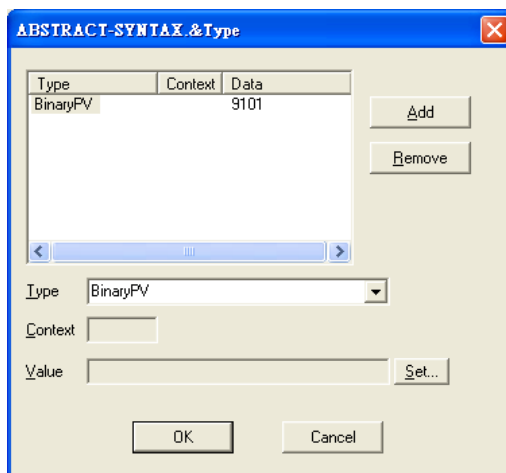 ABSTRACT-SYNTAX.&Type
Type Context Data
BinaryPV 9101
Add
Remove
Type BinaryPV
Context
Value Set...
OK Cancel